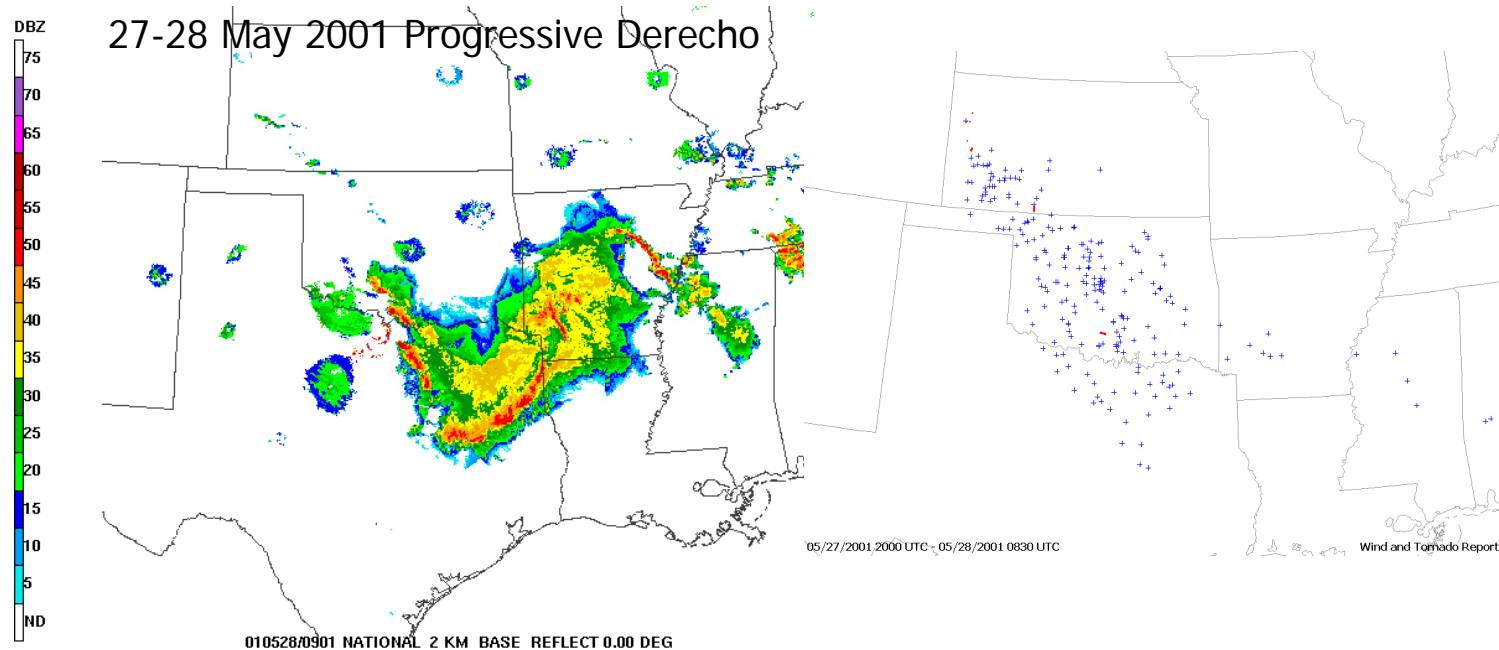 DBZ
27-28 May 2001 Progressive Derecho
75
70
65
60
55
50
45
40
35
30
25
20
15
10
5
ND
05/27/2001 2000 UTC - 05/28/2001 0830 UTC
Wind and Tornado Report
010528/0901 NATIONAL 2 KM BASE REFLECT 0.00 DEG